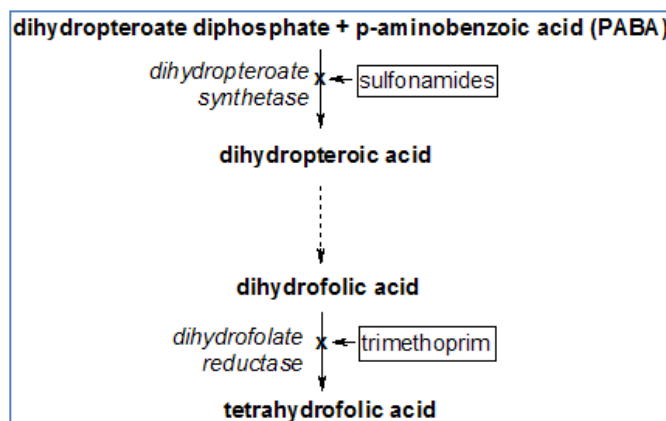 dihydropteroate diphosphate + p-aminobenzoic acid (PABA)
dihydropteroate
synthetase
x
sulfonamides
dihydropteroic acid
dihydrofolic acid
dihydrofolate
reductase
x
trimethoprim
tetrahydrofolic acid